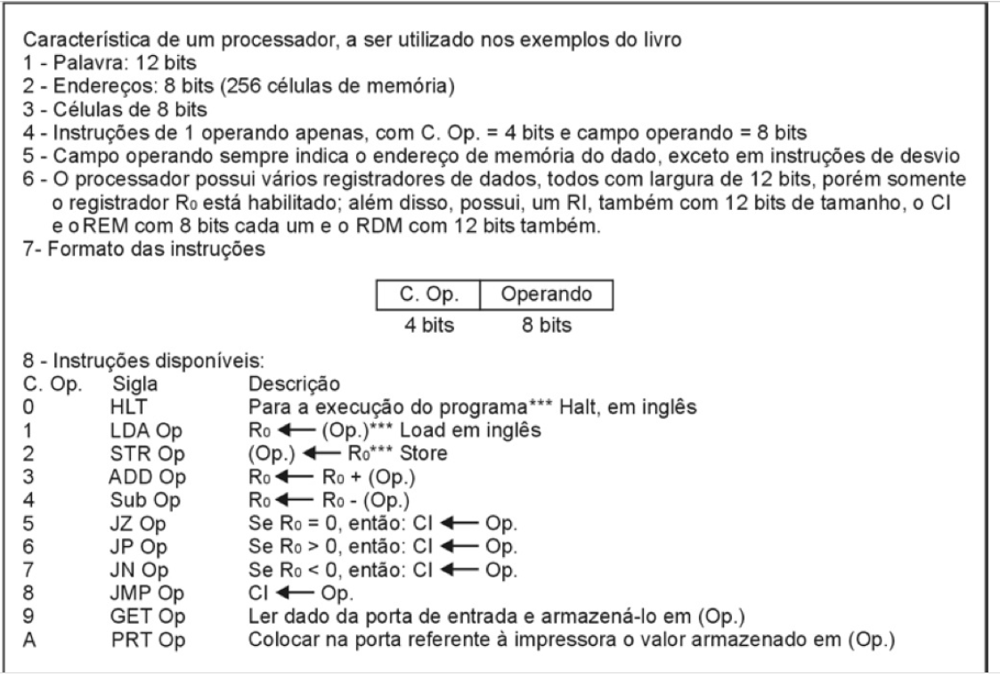 Característica de um processador, a ser utilizado nos exemplos do livro
1 - Palavra: 12 bits
2 - Endereços: 8 bits (256 células de memória)
3 - Células de 8 bits
4 - Instruções de 1 operando apenas, com C. Op. = 4 bits e campo operando = 8 bits
5 - Campo operando sempre indica o endereço de memória do dado, exceto em instruções de desvio
6 - O processador possui vários registradores de dados, todos com largura de 12 bits, porém somente
o registrador R₀ está habilitado; além disso, possui, um RI, também com 12 bits de tamanho, o CI
e o REM com 8 bits cada um e o RDM com 12 bits também.
7- Formato das instruções
C. Op. Operando
4 bits 8 bits
8 - Instruções disponíveis:
C. Op. Sigla Descrição
0 HLT Para a execução do programa*** Halt, em inglês
1 LDA Op R₀ ← (Op.)*** Load em inglês
2 STR Op (Op.) ← R₀*** Store
3 ADD Op R₀ ← R₀ + (Op.)
4 Sub Op R₀ ← R₀ - (Op.)
5 JZ Op Se R₀ = 0, então: CI ← Op.
6 JP Op Se R₀ > 0, então: CI ← Op.
7 JN Op Se R₀ < 0, então: CI ← Op.
8 JMP Op CI ← Op.
9 GET Op Ler dado da porta de entrada e armazená-lo em (Op.)
A PRT Op Colocar na porta referente à impressora o valor armazenado em (Op.)